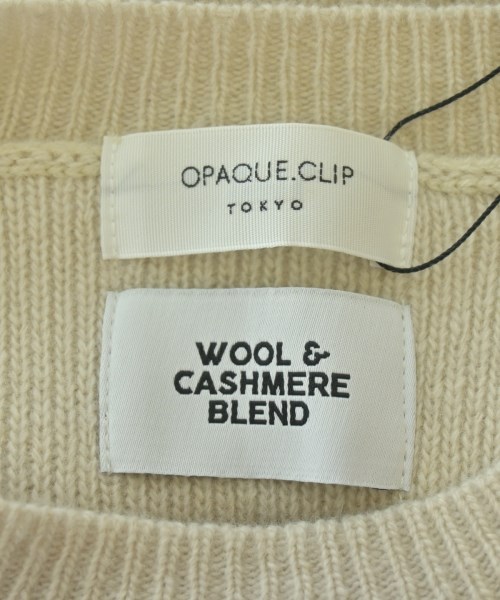 OPAQUE.CLIP
TOKYO
WOOL &
CASHMERE
BLEND